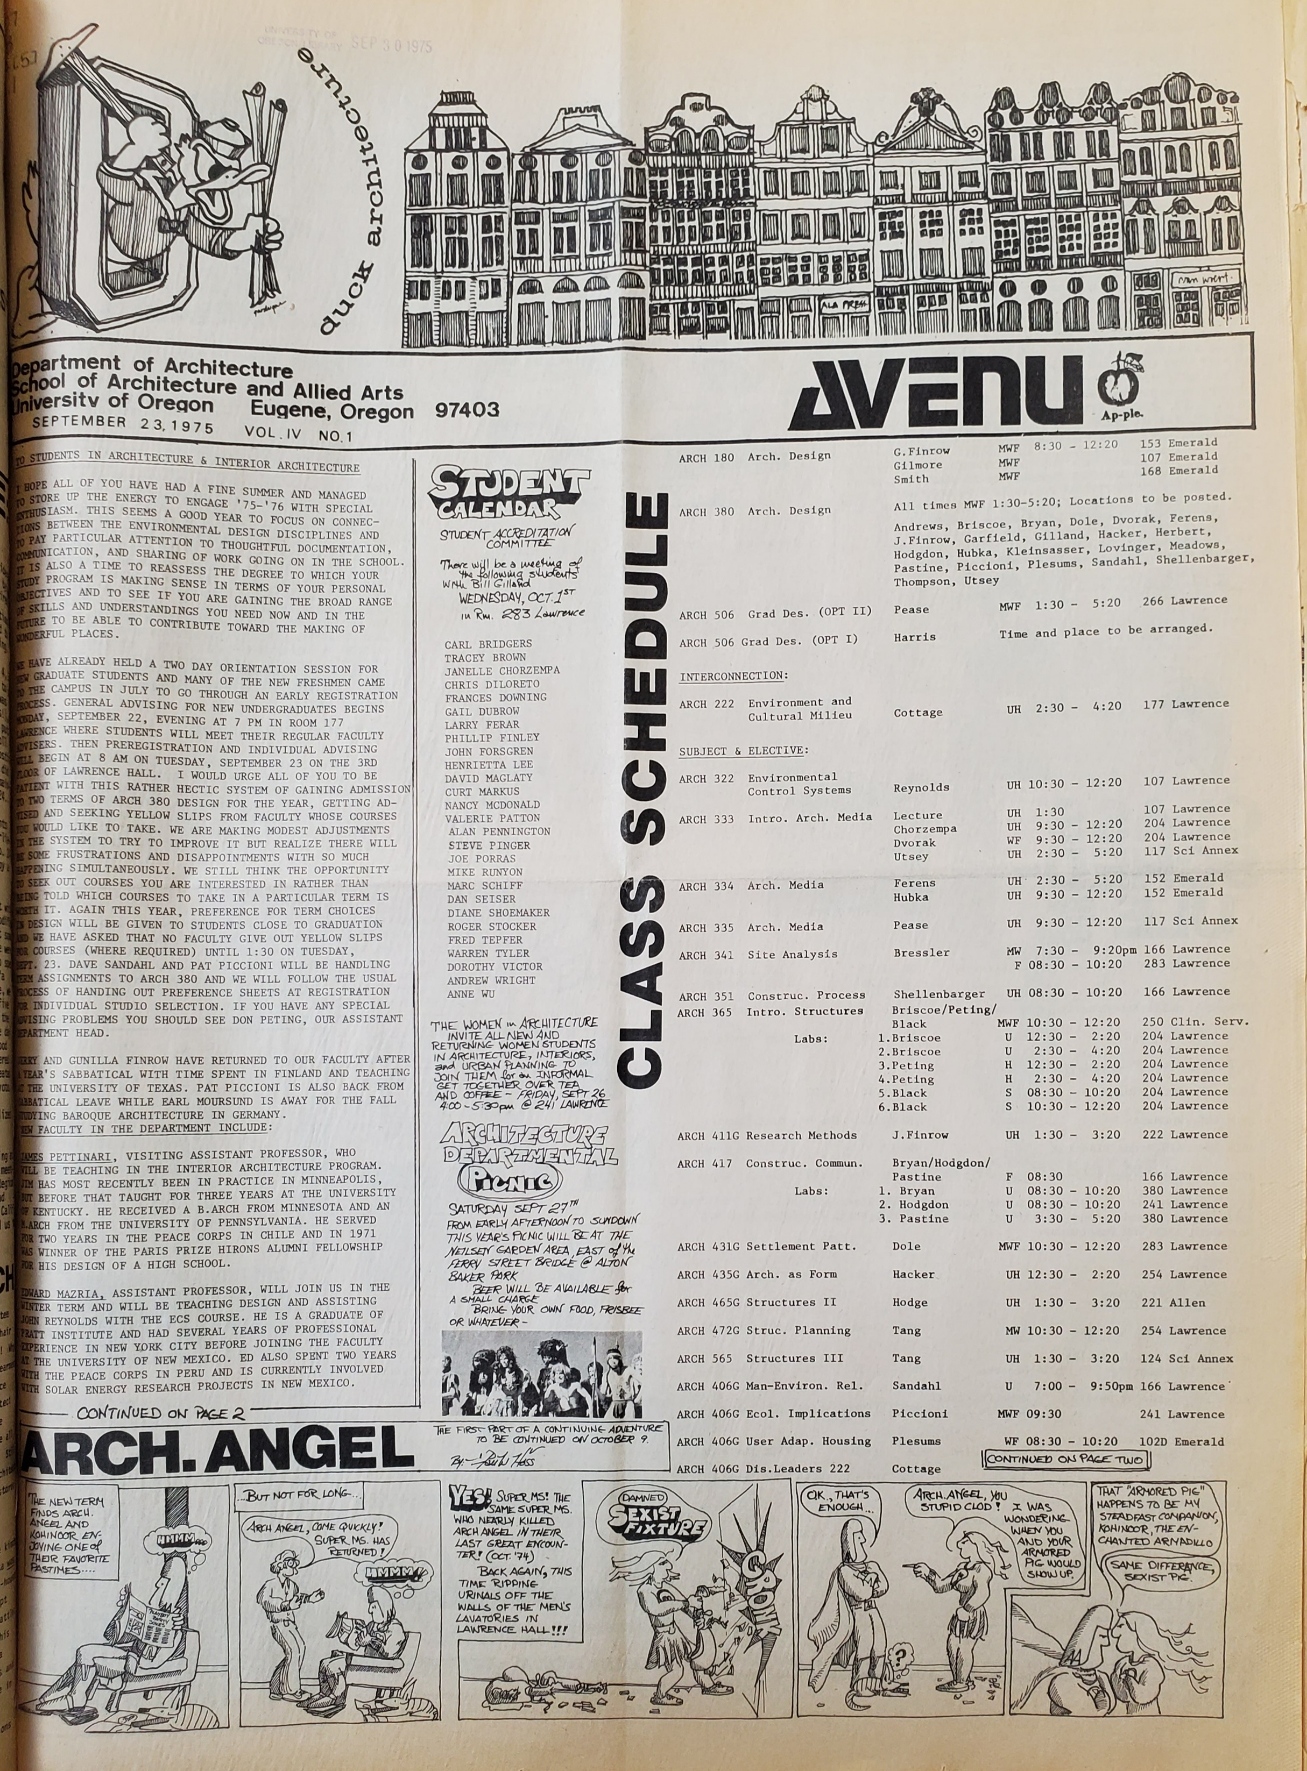 UNIVERSITY OF
OREGON LIBRARY SEP 30 1975
duck architecture
ALA PRESS
van wert.
Department of Architecture
School of Architecture and Allied Arts
University of Oregon Eugene, Oregon 97403
SEPTEMBER 23, 1975 VOL. IV NO. 1
AVENU
Ap-ple.
TO STUDENTS IN ARCHITECTURE & INTERIOR ARCHITECTURE
I HOPE ALL OF YOU HAVE HAD A FINE SUMMER AND MANAGED
TO STORE UP THE ENERGY TO ENGAGE '75-'76 WITH SPECIAL
ENTHUSIASM. THIS SEEMS A GOOD YEAR TO FOCUS ON CONNEC-
TIONS BETWEEN THE ENVIRONMENTAL DESIGN DISCIPLINES AND
TO PAY PARTICULAR ATTENTION TO THOUGHTFUL DOCUMENTATION,
COMMUNICATION, AND SHARING OF WORK GOING ON IN THE SCHOOL.
IT IS ALSO A TIME TO REASSESS THE DEGREE TO WHICH YOUR
STUDY PROGRAM IS MAKING SENSE IN TERMS OF YOUR PERSONAL
OBJECTIVES AND TO SEE IF YOU ARE GAINING THE BROAD RANGE
OF SKILLS AND UNDERSTANDINGS YOU NEED NOW AND IN THE
FUTURE TO BE ABLE TO CONTRIBUTE TOWARD THE MAKING OF
WONDERFUL PLACES.
WE HAVE ALREADY HELD A TWO DAY ORIENTATION SESSION FOR
NEW GRADUATE STUDENTS AND MANY OF THE NEW FRESHMEN CAME
TO THE CAMPUS IN JULY TO GO THROUGH AN EARLY REGISTRATION
PROCESS. GENERAL ADVISING FOR NEW UNDERGRADUATES BEGINS
MONDAY, SEPTEMBER 22, EVENING AT 7 PM IN ROOM 177
LAWRENCE WHERE STUDENTS WILL MEET THEIR REGULAR FACULTY
ADVISERS. THEN PREREGISTRATION AND INDIVIDUAL ADVISING
WILL BEGIN AT 8 AM ON TUESDAY, SEPTEMBER 23 ON THE 3RD
FLOOR OF LAWRENCE HALL. I WOULD URGE ALL OF YOU TO BE
PATIENT WITH THIS RATHER HECTIC SYSTEM OF GAINING ADMISSION
TO TWO TERMS OF ARCH 380 DESIGN FOR THE YEAR, GETTING AD-
VISED AND SEEKING YELLOW SLIPS FROM FACULTY WHOSE COURSES
YOU WOULD LIKE TO TAKE. WE ARE MAKING MODEST ADJUSTMENTS
IN THE SYSTEM TO TRY TO IMPROVE IT BUT REALIZE THERE WILL
BE SOME FRUSTRATIONS AND DISAPPOINTMENTS WITH SO MUCH
HAPPENING SIMULTANEOUSLY. WE STILL THINK THE OPPORTUNITY
TO SEEK OUT COURSES YOU ARE INTERESTED IN RATHER THAN
BEING TOLD WHICH COURSES TO TAKE IN A PARTICULAR TERM IS
WORTH IT. AGAIN THIS YEAR, PREFERENCE FOR TERM CHOICES
IN DESIGN WILL BE GIVEN TO STUDENTS CLOSE TO GRADUATION
AND WE HAVE ASKED THAT NO FACULTY GIVE OUT YELLOW SLIPS
FOR COURSES (WHERE REQUIRED) UNTIL 1:30 ON TUESDAY,
SEPT. 23. DAVE SANDAHL AND PAT PICCIONI WILL BE HANDLING
TERM ASSIGNMENTS TO ARCH 380 AND WE WILL FOLLOW THE USUAL
PROCESS OF HANDING OUT PREFERENCE SHEETS AT REGISTRATION
FOR INDIVIDUAL STUDIO SELECTION. IF YOU HAVE ANY SPECIAL
ADVISING PROBLEMS YOU SHOULD SEE DON PETING, OUR ASSISTANT
DEPARTMENT HEAD.
JERRY AND GUNILLA FINROW HAVE RETURNED TO OUR FACULTY AFTER
A YEAR'S SABBATICAL WITH TIME SPENT IN FINLAND AND TEACHING
AT THE UNIVERSITY OF TEXAS. PAT PICCIONI IS ALSO BACK FROM
SABBATICAL LEAVE WHILE EARL MOURSUND IS AWAY FOR THE FALL
STUDYING BAROQUE ARCHITECTURE IN GERMANY.
NEW FACULTY IN THE DEPARTMENT INCLUDE:
JAMES PETTINARI, VISITING ASSISTANT PROFESSOR, WHO
WILL BE TEACHING IN THE INTERIOR ARCHITECTURE PROGRAM.
JIM HAS MOST RECENTLY BEEN IN PRACTICE IN MINNEAPOLIS,
BUT BEFORE THAT TAUGHT FOR THREE YEARS AT THE UNIVERSITY
OF KENTUCKY. HE RECEIVED A B.ARCH FROM MINNESOTA AND AN
M.ARCH FROM THE UNIVERSITY OF PENNSYLVANIA. HE SERVED
FOR TWO YEARS IN THE PEACE CORPS IN CHILE AND IN 1971
WAS WINNER OF THE PARIS PRIZE HIRONS ALUMNI FELLOWSHIP
FOR HIS DESIGN OF A HIGH SCHOOL.
EDWARD MAZRIA, ASSISTANT PROFESSOR, WILL JOIN US IN THE
WINTER TERM AND WILL BE TEACHING DESIGN AND ASSISTING
JOHN REYNOLDS WITH THE ECS COURSE. HE IS A GRADUATE OF
PRATT INSTITUTE AND HAD SEVERAL YEARS OF PROFESSIONAL
EXPERIENCE IN NEW YORK CITY BEFORE JOINING THE FACULTY
AT THE UNIVERSITY OF NEW MEXICO. ED ALSO SPENT TWO YEARS
WITH THE PEACE CORPS IN PERU AND IS CURRENTLY INVOLVED
WITH SOLAR ENERGY RESEARCH PROJECTS IN NEW MEXICO.
CONTINUED ON PAGE 2
STUDENT
CALENDAR
STUDENT ACCREDITATION
COMMITTEE
There will be a meeting of
the following students
with Bill Gilland
WEDNESDAY, OCT. 1ST
in Rm. 283 Lawrence
CARL BRIDGERS
TRACEY BROWN
JANELLE CHORZEMPA
CHRIS DILORETO
FRANCES DOWNING
GAIL DUBROW
LARRY FERAR
PHILLIP FINLEY
JOHN FORSGREN
HENRIETTA LEE
DAVID MAGLATY
CURT MARKUS
NANCY MCDONALD
VALERIE PATTON
ALAN PENNINGTON
STEVE PINGER
JOE PORRAS
MIKE RUNYON
MARC SCHIFF
DAN SEISER
DIANE SHOEMAKER
ROGER STOCKER
FRED TEPFER
WARREN TYLER
DOROTHY VICTOR
ANDREW WRIGHT
ANNE WU
THE WOMEN in ARCHITECTURE
INVITE ALL NEW AND
RETURNING WOMEN STUDENTS
IN ARCHITECTURE, INTERIORS,
and URBAN PLANNING TO
JOIN THEM for an INFORMAL
GET TOGETHER OVER TEA
AND COFFEE – FRIDAY, SEPT 26
4:00 – 5:30pm @ 241 LAWRENCE
ARCHITECTURE
DEPARTMENTAL
PICNIC
SATURDAY SEPT 27TH
FROM EARLY AFTERNOON TO SUNDOWN
THIS YEAR'S PICNIC WILL BE AT THE
NEILSEN GARDEN AREA, EAST of the
FERRY STREET BRIDGE @ ALTON
BAKER PARK
BEER WILL BE AVAILABLE for
A SMALL CHARGE
BRING YOUR OWN FOOD, FRISBEE
OR WHATEVER –
CLASS SCHEDULE
ARCH 180 Arch. Design G.Finrow MWF 8:30 - 12:20 153 Emerald
Gilmore MWF 107 Emerald
Smith MWF 168 Emerald
ARCH 380 Arch. Design All times MWF 1:30-5:20; Locations to be posted.
Andrews, Briscoe, Bryan, Dole, Dvorak, Ferens,
J.Finrow, Garfield, Gilland, Hacker, Herbert,
Hodgdon, Hubka, Kleinsasser, Lovinger, Meadows,
Pastine, Piccioni, Plesums, Sandahl, Shellenbarger,
Thompson, Utsey
ARCH 506 Grad Des. (OPT II) Pease MWF 1:30 - 5:20 266 Lawrence
ARCH 506 Grad Des. (OPT I) Harris Time and place to be arranged.
INTERCONNECTION:
ARCH 222 Environment and
Cultural Milieu Cottage UH 2:30 - 4:20 177 Lawrence
SUBJECT & ELECTIVE:
ARCH 322 Environmental
Control Systems Reynolds UH 10:30 - 12:20 107 Lawrence
ARCH 333 Intro. Arch. Media Lecture UH 1:30 107 Lawrence
Chorzempa UH 9:30 - 12:20 204 Lawrence
Dvorak WF 9:30 - 12:20 204 Lawrence
Utsey UH 2:30 - 5:20 117 Sci Annex
ARCH 334 Arch. Media Ferens UH 2:30 - 5:20 152 Emerald
Hubka UH 9:30 - 12:20 152 Emerald
ARCH 335 Arch. Media Pease UH 9:30 - 12:20 117 Sci Annex
ARCH 341 Site Analysis Bressler MW 7:30 - 9:20pm 166 Lawrence
F 08:30 - 10:20 283 Lawrence
ARCH 351 Construc. Process Shellenbarger UH 08:30 - 10:20 166 Lawrence
ARCH 365 Intro. Structures Briscoe/Peting/
Black MWF 10:30 - 12:20 250 Clin. Serv.
Labs: 1.Briscoe U 12:30 - 2:20 204 Lawrence
2.Briscoe U 2:30 - 4:20 204 Lawrence
3.Peting H 12:30 - 2:20 204 Lawrence
4.Peting H 2:30 - 4:20 204 Lawrence
5.Black S 08:30 - 10:20 204 Lawrence
6.Black S 10:30 - 12:20 204 Lawrence
ARCH 411G Research Methods J.Finrow UH 1:30 - 3:20 222 Lawrence
ARCH 417 Construc. Commun. Bryan/Hodgdon/
Pastine F 08:30 166 Lawrence
Labs: 1. Bryan U 08:30 - 10:20 380 Lawrence
2. Hodgdon U 08:30 - 10:20 241 Lawrence
3. Pastine U 3:30 - 5:20 380 Lawrence
ARCH 431G Settlement Patt. Dole MWF 10:30 - 12:20 283 Lawrence
ARCH 435G Arch. as Form Hacker UH 12:30 - 2:20 254 Lawrence
ARCH 465G Structures II Hodge UH 1:30 - 3:20 221 Allen
ARCH 472G Struc. Planning Tang MW 10:30 - 12:20 254 Lawrence
ARCH 565 Structures III Tang UH 1:30 - 3:20 124 Sci Annex
ARCH 406G Man-Environ. Rel. Sandahl U 7:00 - 9:50pm 166 Lawrence
ARCH 406G Ecol. Implications Piccioni MWF 09:30 241 Lawrence
ARCH 406G User Adap. Housing Plesums WF 08:30 - 10:20 102D Emerald
ARCH 406G Dis.Leaders 222 Cottage
CONTINUED ON PAGE TWO
ARCH. ANGEL
THE FIRST PART OF A CONTINUING ADVENTURE
TO BE CONTINUED ON OCTOBER 9.
By:
THE NEW TERM
FINDS ARCH.
ANGEL AND
KOHINOOR EN-
JOYING ONE of
THEIR FAVORITE
PASTIMES....
HMMM..
...BUT NOT FOR LONG...
ARCH ANGEL, COME QUICKLY!
SUPER MS. HAS
RETURNED!
HMMMM!
YES! SUPER MS! THE
SAME SUPER MS.
WHO NEARLY KILLED
ARCH ANGEL IN THEIR
LAST GREAT ENCOUN-
TER! (OCT '74)
BACK AGAIN, THIS
TIME RIPPING
URINALS OFF THE
WALLS OF THE MEN'S
LAVATORIES IN
LAWRENCE HALL!!!
DAMNED
SEXIST
FIXTURE
GRONK
O.K., THAT'S
ENOUGH...
?
ARCH. ANGEL, YOU
STUPID CLOD! I WAS
WONDERING
WHEN YOU
AND YOUR
ARMORED
PIG WOULD
SHOW UP.
THAT "ARMORED PIG"
HAPPENS TO BE MY
STEADFAST COMPANION,
KOHINOOR, THE EN-
CHANTED ARMADILLO
SAME DIFFERENCE,
SEXIST PIG.